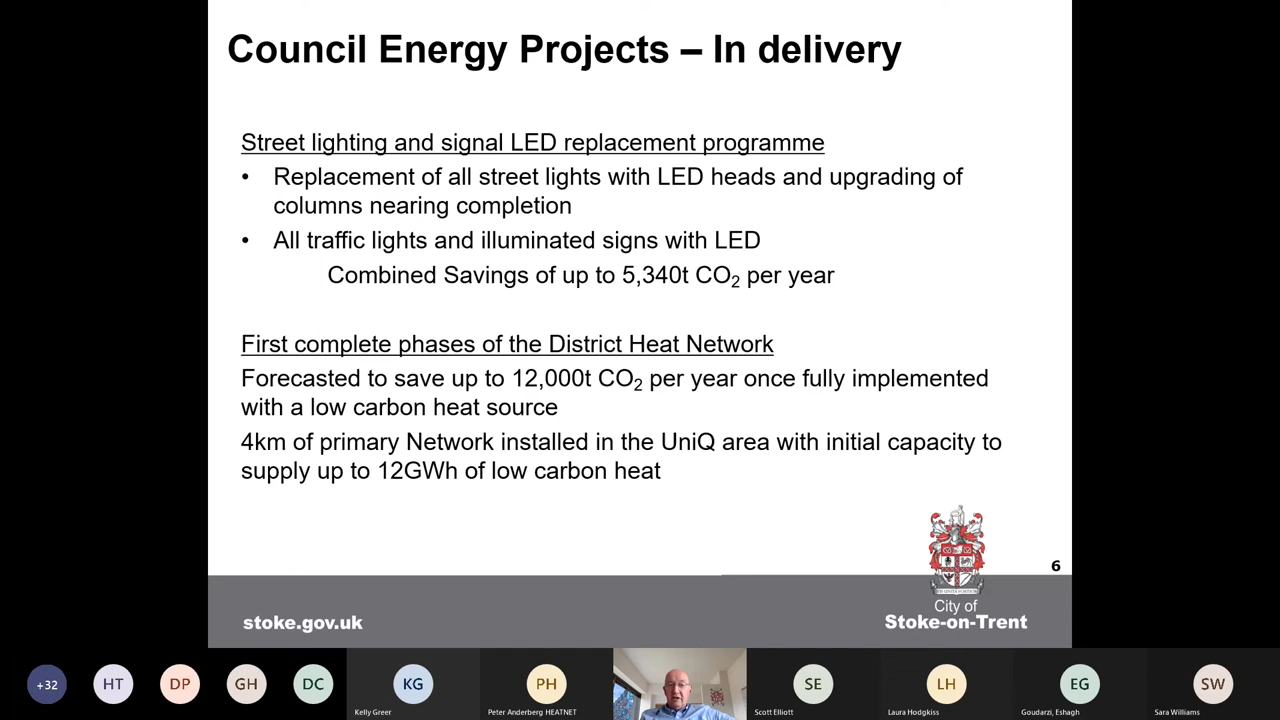 Council Energy Projects – In delivery
Street lighting and signal LED replacement programme
• Replacement of all street lights with LED heads and upgrading of
columns nearing completion
• All traffic lights and illuminated signs with LED
Combined Savings of up to 5,340t CO₂ per year
First complete phases of the District Heat Network
Forecasted to save up to 12,000t CO₂ per year once fully implemented
with a low carbon heat source
4km of primary Network installed in the UniQ area with initial capacity to
supply up to 12GWh of low carbon heat
6
stoke.gov.uk
City of
Stoke-on-Trent
+32
HT
DP
GH
DC
KG
PH
SE
LH
EG
SW
Kelly Greer
Peter Anderberg HEATNET
Scott Elliott
Laura Hodgkiss
Goudarzi, Eshagh
Sara Williams